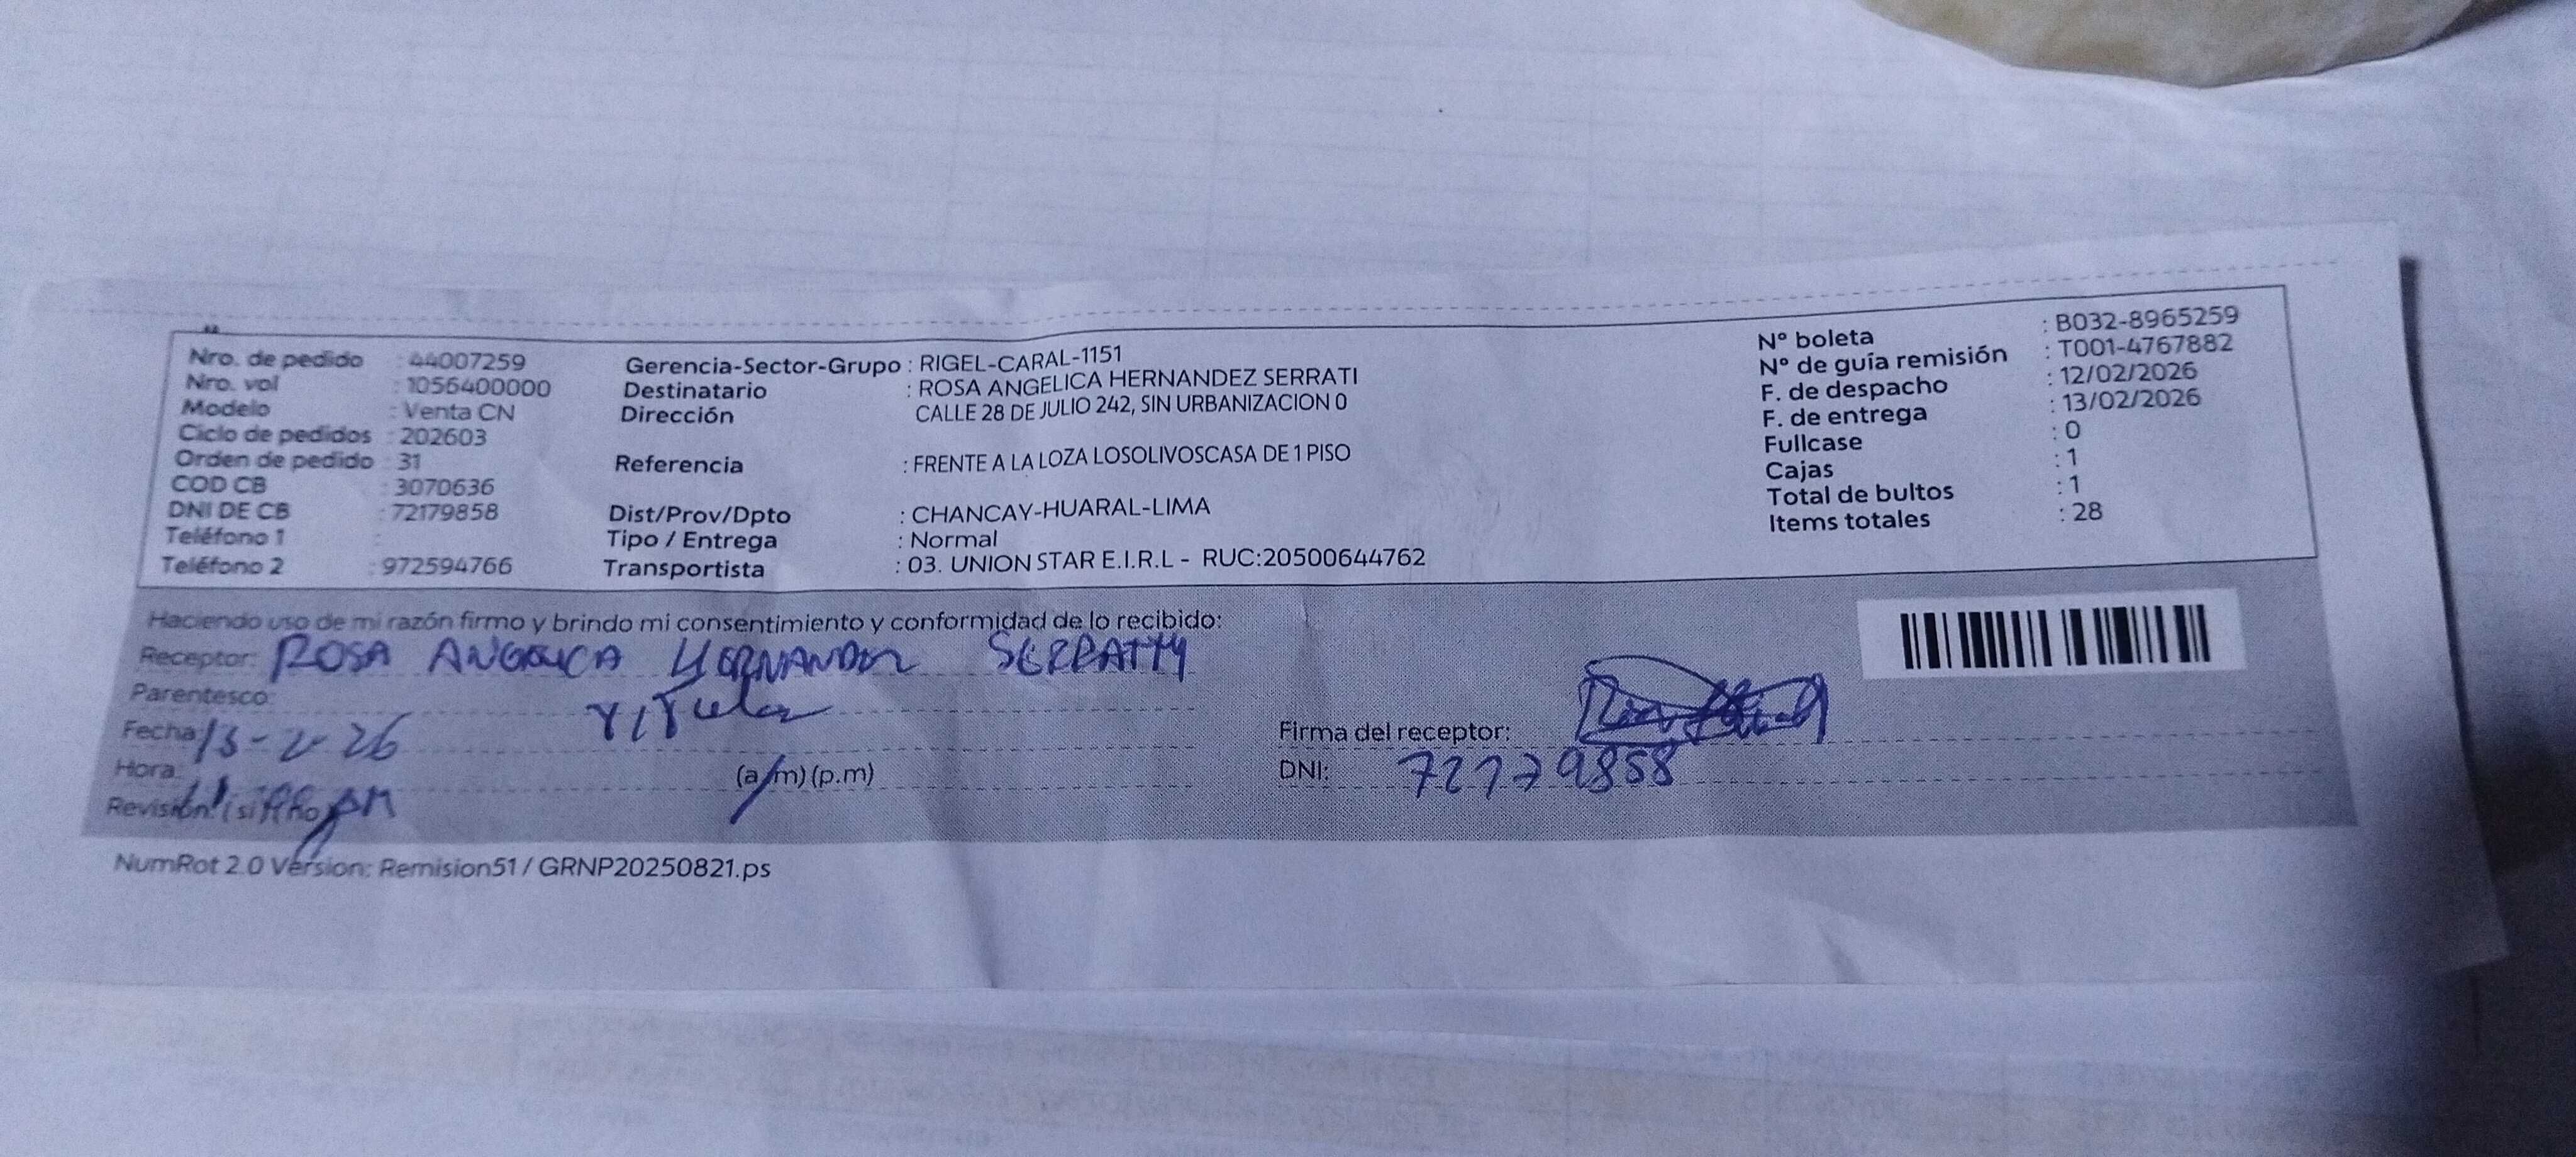 Nro. de pedido : 44007259
Nro. vol : 1056400000
Modelo : Venta CN
Ciclo de pedidos : 202603
Orden de pedido : 31
COD CB : 3070636
DNI DE CB : 72179858
Teléfono 1 :
Teléfono 2 : 972594766
Gerencia-Sector-Grupo : RIGEL-CARAL-1151
Destinatario : ROSA ANGELICA HERNANDEZ SERRATI
Dirección CALLE 28 DE JULIO 242, SIN URBANIZACION 0
Referencia : FRENTE A LA LOZA LOSOLIVOSCASA DE 1 PISO
Dist/Prov/Dpto : CHANCAY-HUARAL-LIMA
Tipo / Entrega : Normal
Transportista : 03. UNION STAR E.I.R.L - RUC:20500644762
Nº boleta : B032-8965259
Nº de guía remisión : T001-4767882
F. de despacho : 12/02/2026
F. de entrega : 13/02/2026
Fullcase : 0
Cajas : 1
Total de bultos : 1
Items totales : 28
Haciendo uso de mi razón firmo y brindo mi consentimiento y conformidad de lo recibido:
Receptor: ROSA ANGELICA HERNANDEZ SERRATTY
Parentesco: Titular
Fecha: 13-2-26
Hora: (a/m) (p.m)
Revisión: (si) (no)
Firma del receptor:
DNI: 72179858
NumRot 2.0 Version: Remision51 / GRNP20250821.ps